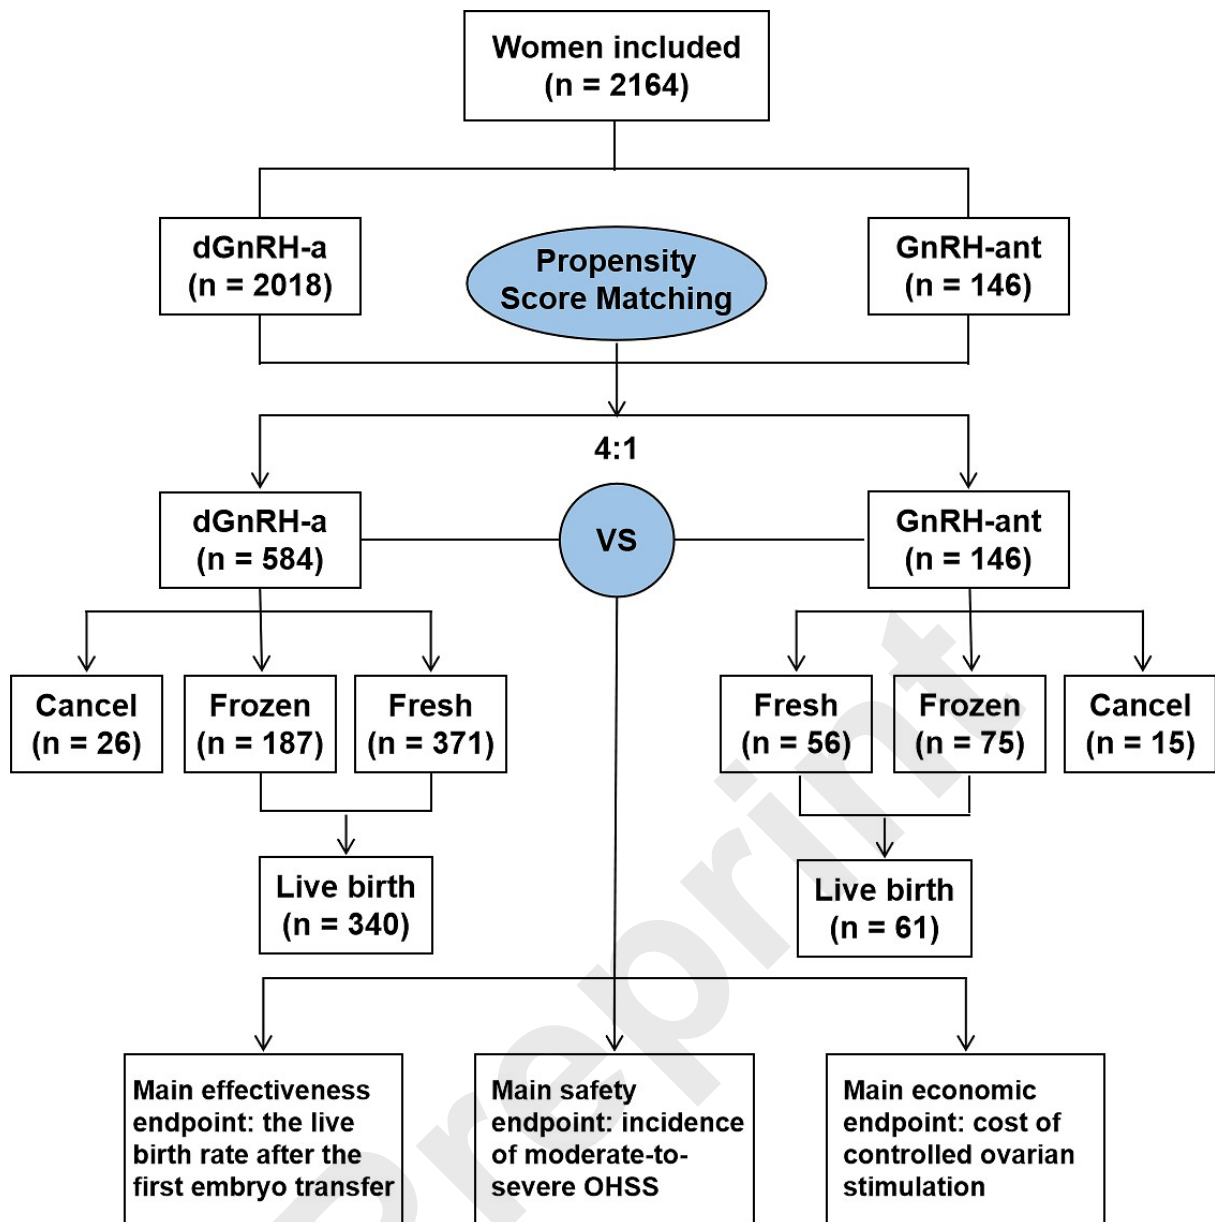 Women included
(n = 2164)
dGnRH-a
(n = 2018)
Propensity
Score Matching
GnRH-ant
(n = 146)
4:1
dGnRH-a
(n = 584)
VS
GnRH-ant
(n = 146)
Cancel
(n = 26)
Frozen
(n = 187)
Fresh
(n = 371)
Fresh
(n = 56)
Frozen
(n = 75)
Cancel
(n = 15)
Live birth
(n = 340)
Live birth
(n = 61)
Main effectiveness
endpoint: the live
birth rate after the
first embryo transfer
Main safety
endpoint: incidence
of moderate-to-
severe OHSS
Main economic
endpoint: cost of
controlled ovarian
stimulation
Preprint